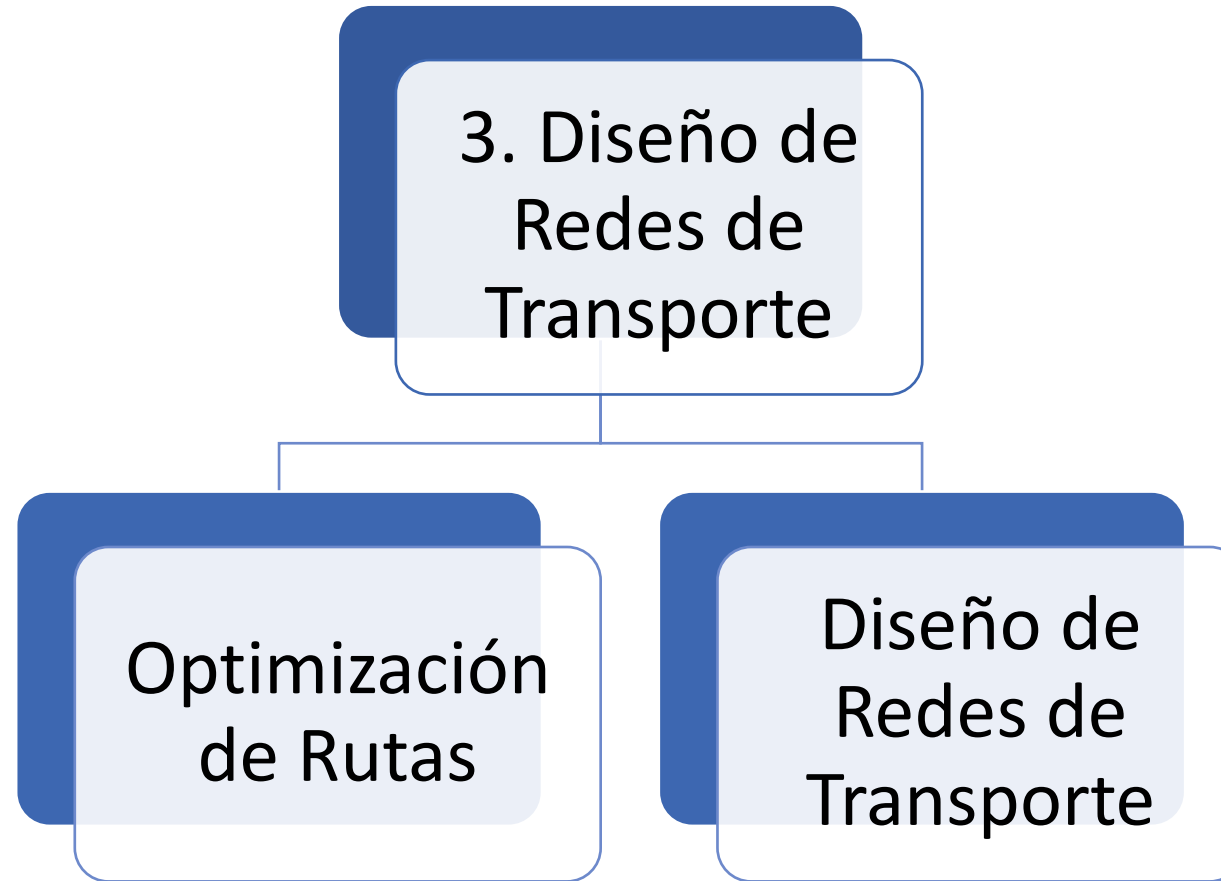 3. Diseño de
Redes de
Transporte
Optimización
de Rutas
Diseño de
Redes de
Transporte